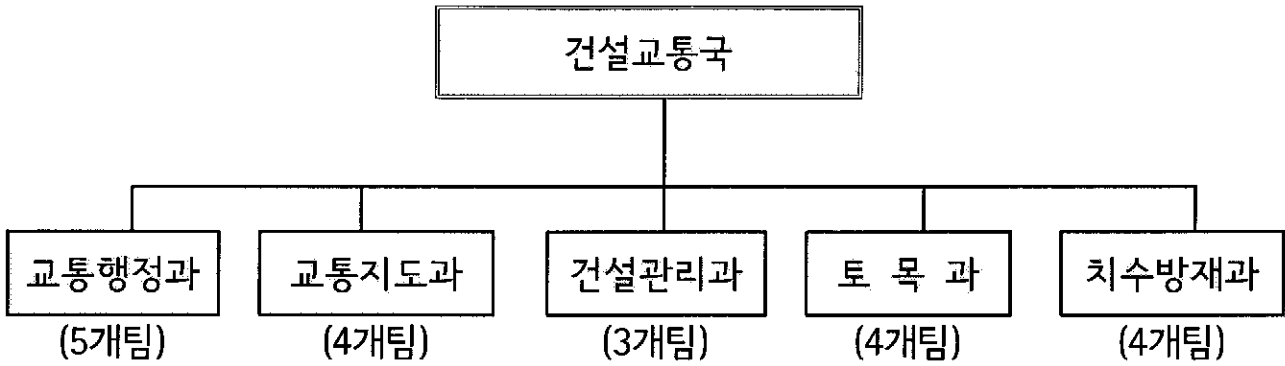 건설교통국
교통행정과 교통지도과 건설관리과 토 목 과 치수방재과
(5개팀) (4개팀) (3개팀) (4개팀) (4개팀)